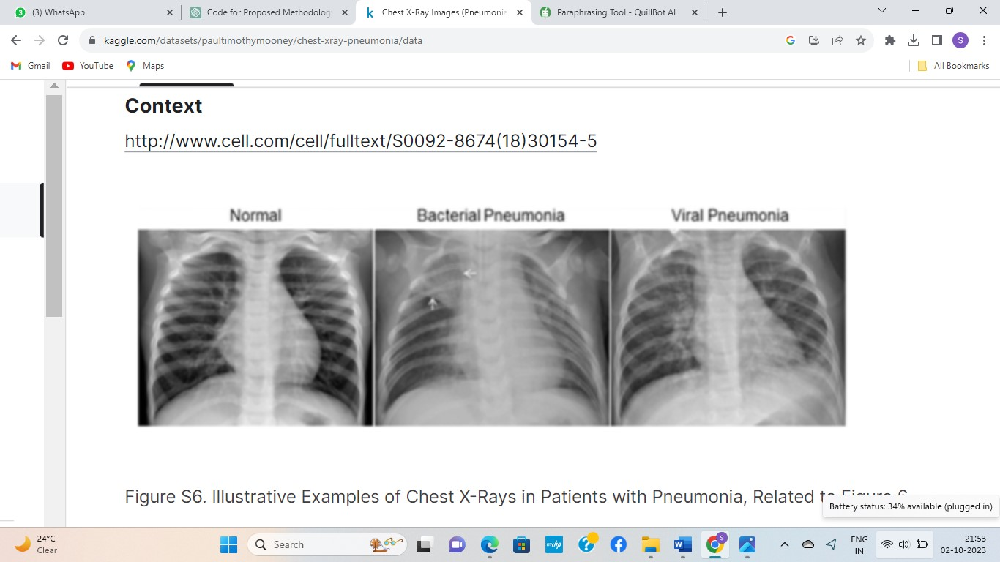 (3) WhatsApp
Code for Proposed Methodolog
Chest X-Ray Images (Pneumonia
Paraphrasing Tool - QuillBot AI
kaggle.com/datasets/paultimothymooney/chest-xray-pneumonia/data
Gmail YouTube Maps All Bookmarks
Context
http://www.cell.com/cell/fulltext/S0092-8674(18)30154-5
Normal Bacterial Pneumonia Viral Pneumonia
Figure S6. Illustrative Examples of Chest X-Rays in Patients with Pneumonia, Related to Figure 6
Battery status: 34% available (plugged in)
24°C
Clear
Search
ENG
IN
21:53
02-10-2023